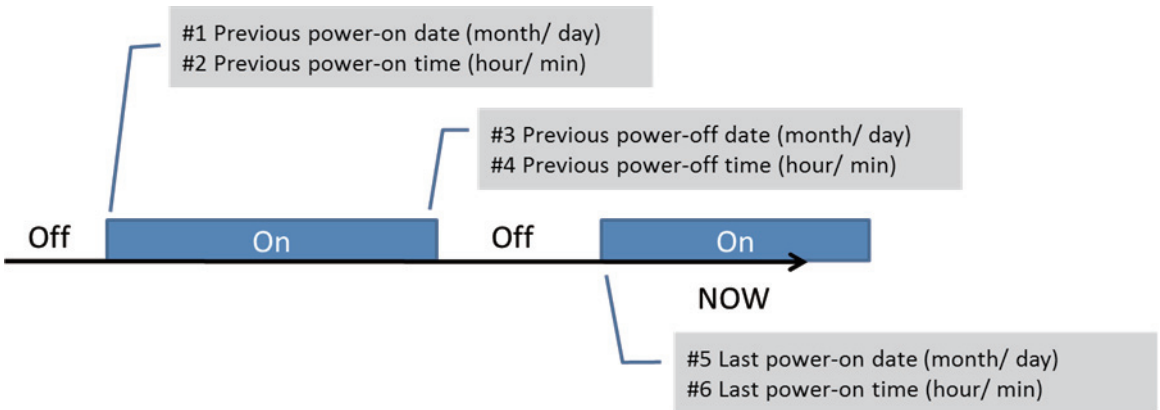 #1 Previous power-on date (month/ day)
#2 Previous power-on time (hour/ min)
#3 Previous power-off date (month/ day)
#4 Previous power-off time (hour/ min)
Off On Off On
NOW
#5 Last power-on date (month/ day)
#6 Last power-on time (hour/ min)